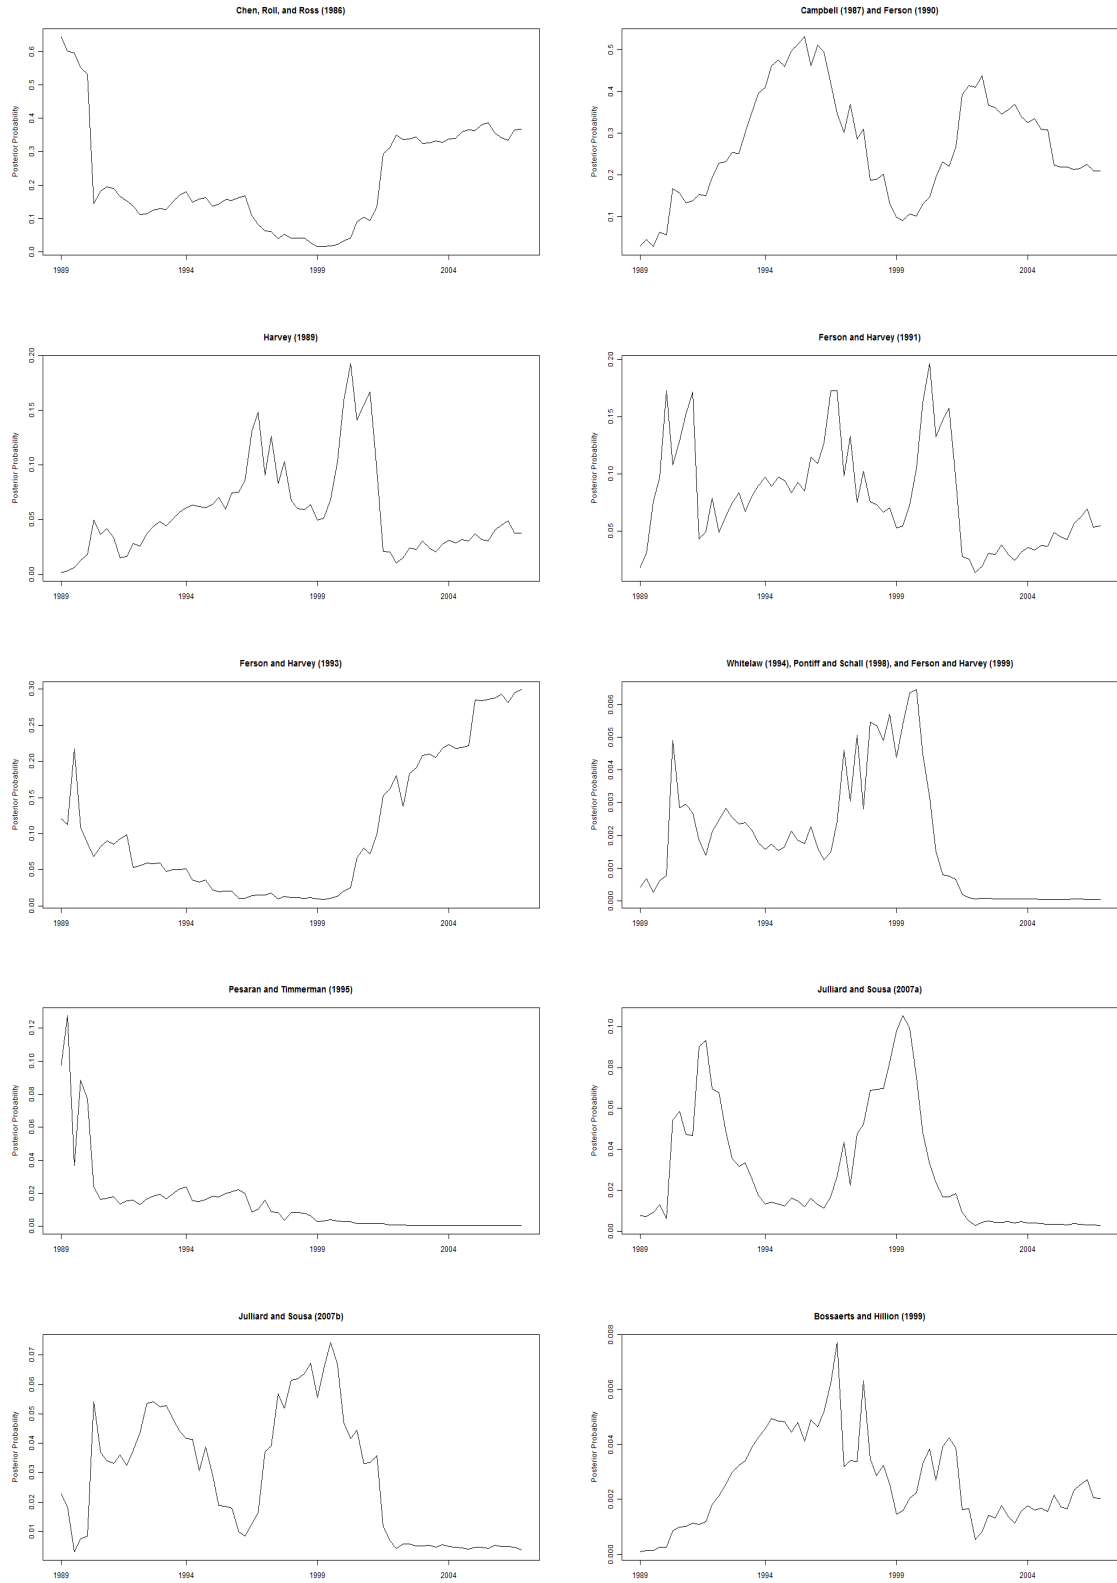 Chen, Roll, and Ross (1986)
Posterior Probability
0.6
0.5
0.4
0.3
0.2
0.1
0.0
1989 1994 1999 2004
Campbell (1987) and Ferson (1990)
Posterior Probability
0.5
0.4
0.3
0.2
0.1
1989 1994 1999 2004
Harvey (1989)
Posterior Probability
0.20
0.15
0.10
0.05
0.00
1989 1994 1999 2004
Ferson and Harvey (1991)
Posterior Probability
0.20
0.15
0.10
0.05
1989 1994 1999 2004
Ferson and Harvey (1993)
Posterior Probability
0.30
0.25
0.20
0.15
0.10
0.05
0.00
1989 1994 1999 2004
Whitelaw (1994), Pontiff and Schall (1998), and Ferson and Harvey (1999)
Posterior Probability
0.006
0.005
0.004
0.003
0.002
0.001
0.000
1989 1994 1999 2004
Pesaran and Timmerman (1995)
Posterior Probability
0.12
0.10
0.08
0.06
0.04
0.02
0.00
1989 1994 1999 2004
Julliard and Sousa (2007a)
Posterior Probability
0.10
0.08
0.06
0.04
0.02
0.00
1989 1994 1999 2004
Julliard and Sousa (2007b)
Posterior Probability
0.07
0.06
0.05
0.04
0.03
0.02
0.01
1989 1994 1999 2004
Bossaerts and Hillion (1999)
Posterior Probability
0.008
0.006
0.004
0.002
0.000
1989 1994 1999 2004